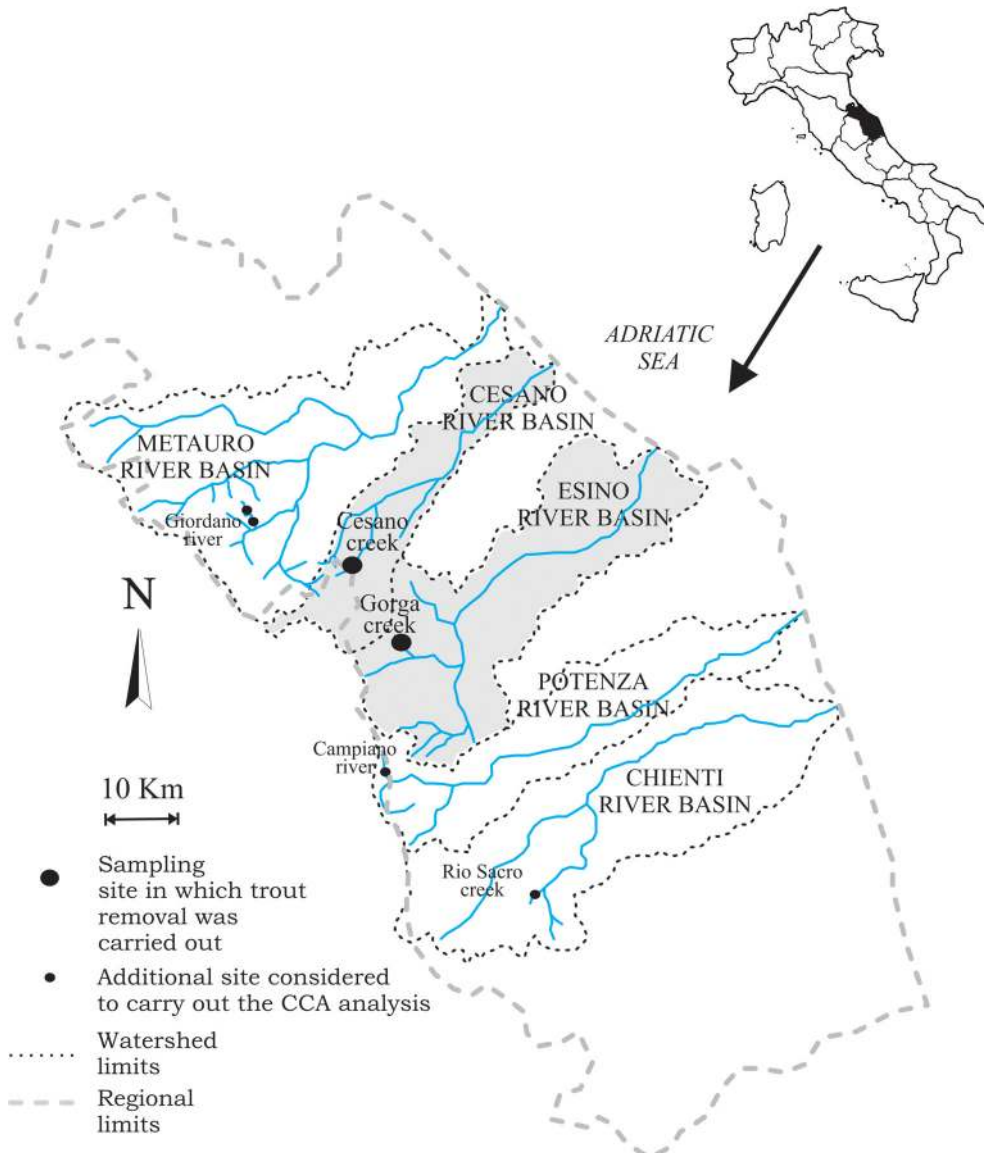 ADRIATIC
SEA
CESANO
RIVER BASIN
METAURO
RIVER BASIN
ESINO
RIVER BASIN
Giordano
river
Cesano
creek
N
Gorga
creek
POTENZA
RIVER BASIN
Campiano
river
CHIENTI
RIVER BASIN
10 Km
Rio Sacro
creek
Sampling
site in which trout
removal was
carried out
Additional site considered
to carry out the CCA analysis
Watershed
limits
Regional
limits